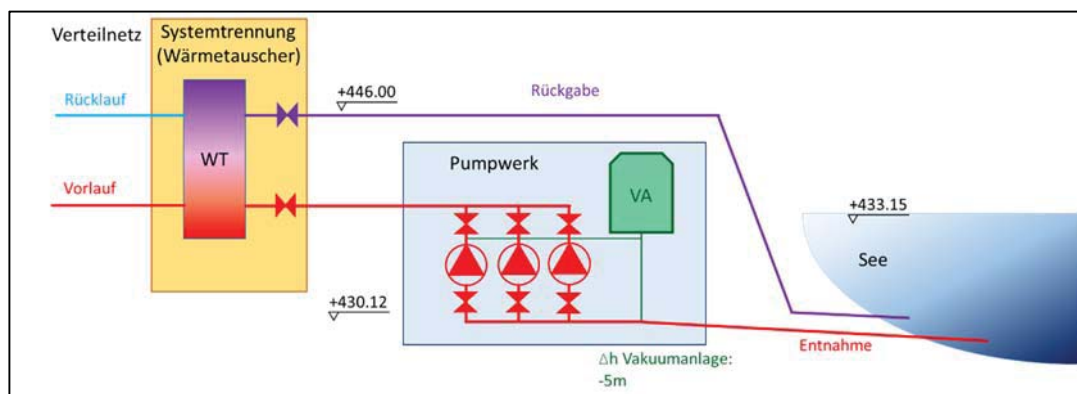 Verteilnetz
Systemtrennung
(Wärmetauscher)
Rücklauf
+446.00
Rückgabe
WT
Pumpwerk
VA
Vorlauf
+433.15
See
+430.12
Entnahme
△h Vakuumanlage:
-5m